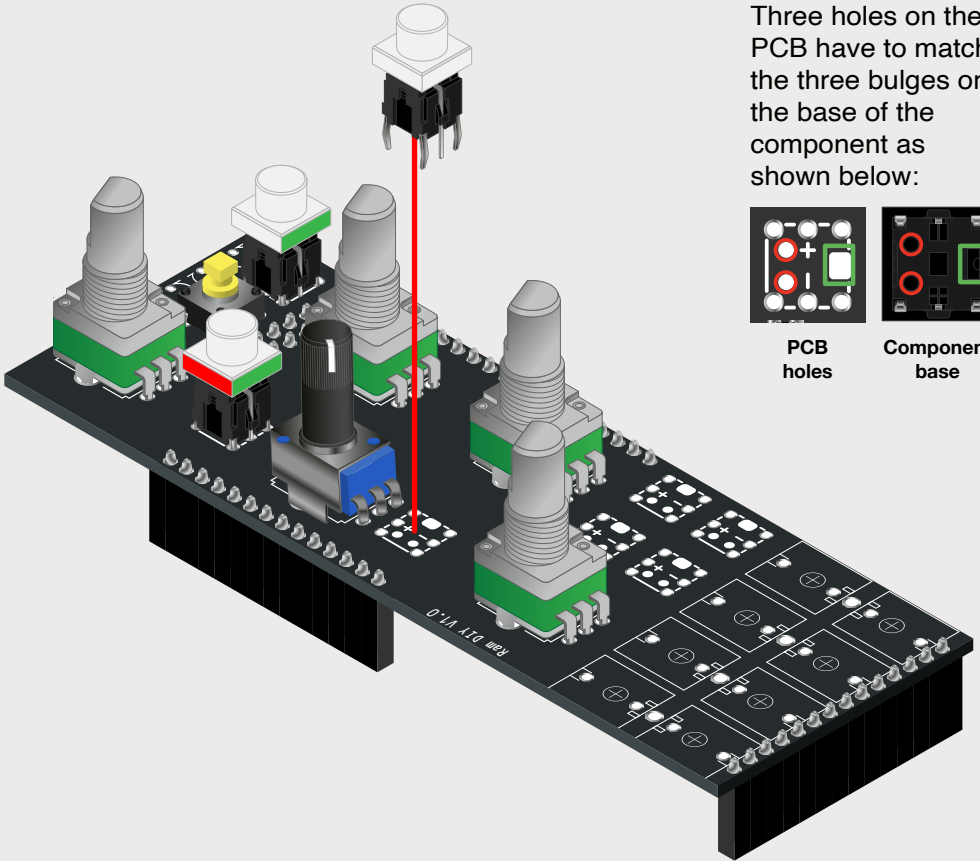 Three holes on the
PCB have to match
the three bulges on
the base of the
component as
shown below:
PCB
holes
Componen
base
Ram DIY V1.0